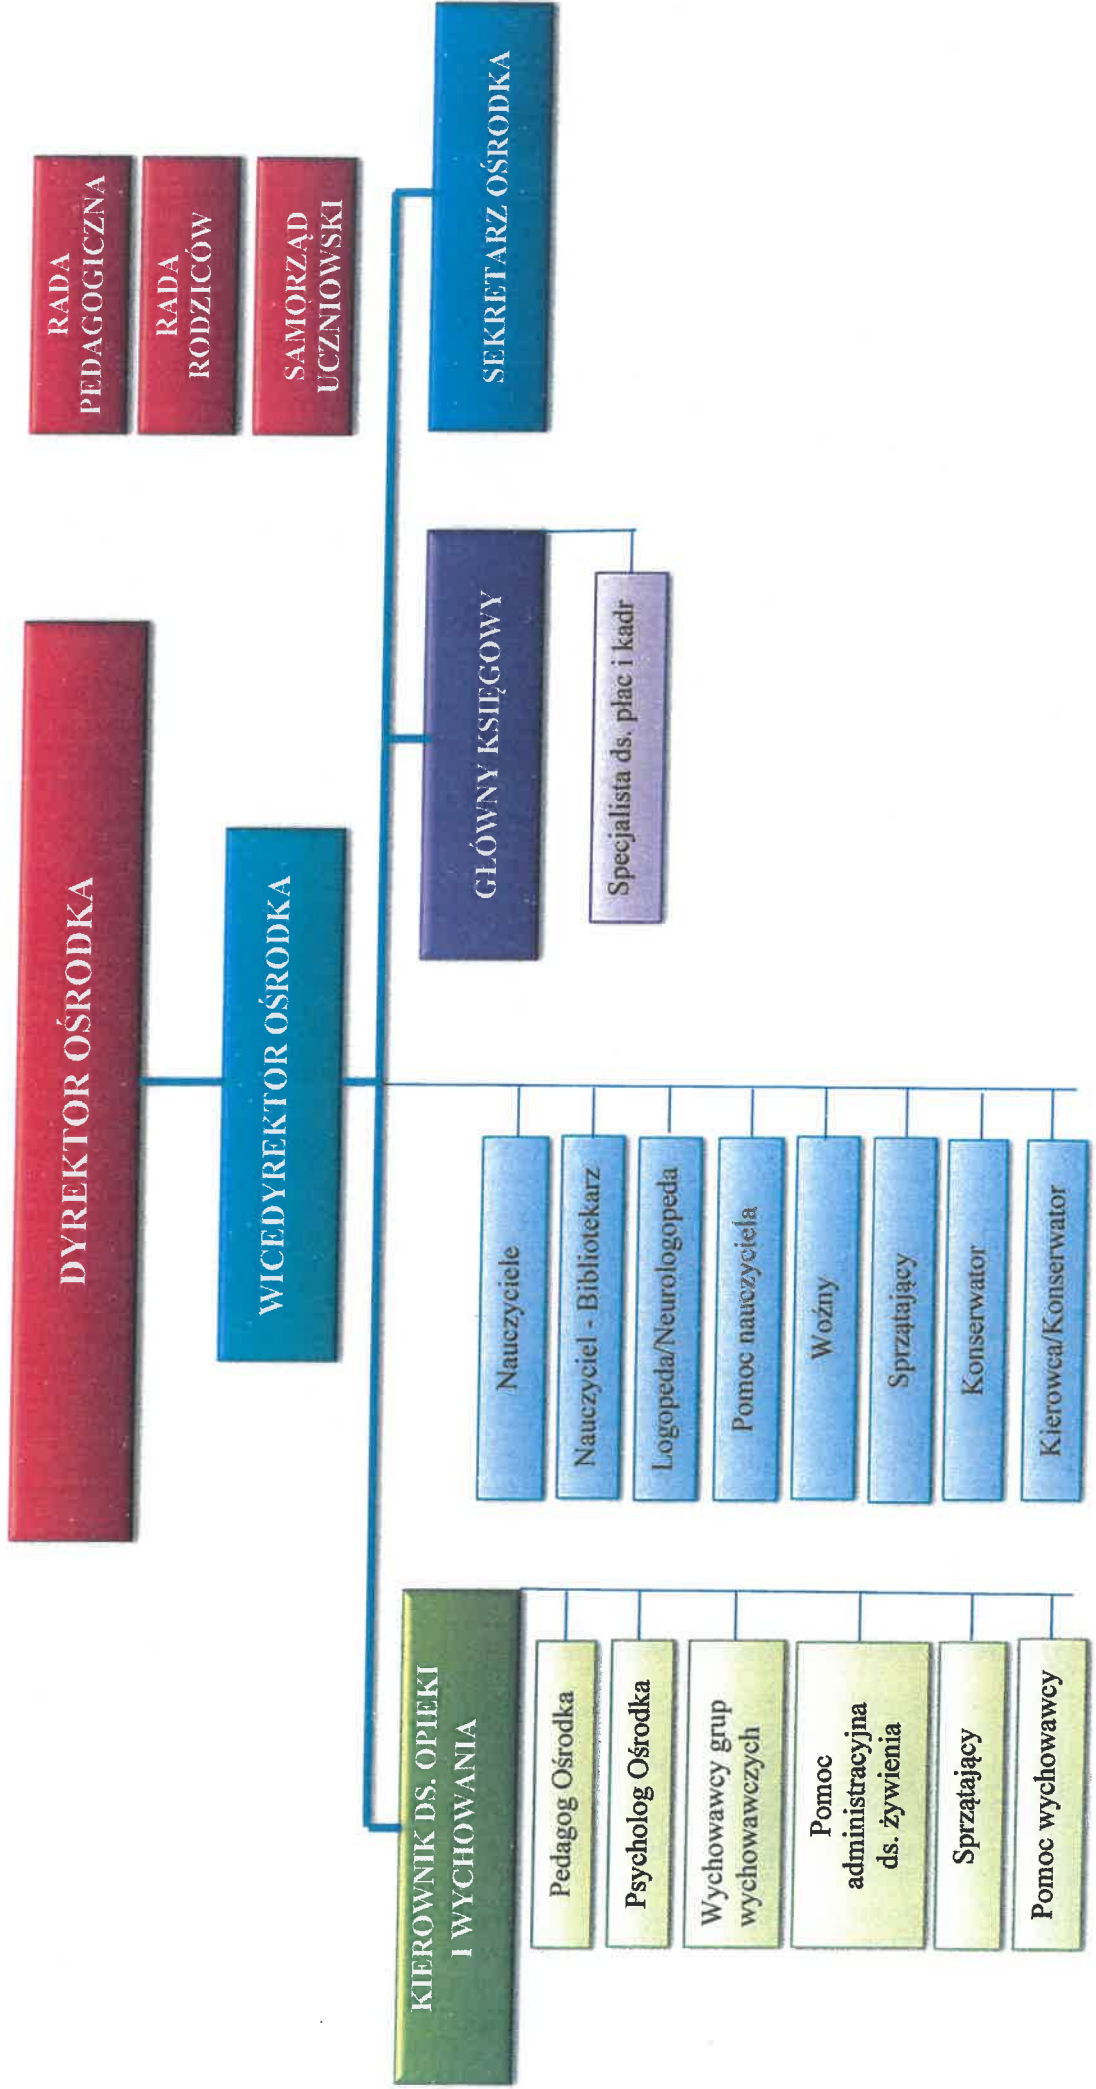 DYREKTOR OŚRODKA
RADA
PEDAGOGICZNA
RADA
RODZICÓW
SAMORZĄD
UCZNIOWSKI
WICEDYREKTOR OŚRODKA
KIEROWNIK DS. OPIEKI
I WYCHOWANIA
GŁÓWNY KSIĘGOWY
SEKRETARZ OŚRODKA
Pedagog Ośrodka
Psycholog Ośrodka
Wychowawcy grup
wychowawczych
Pomoc
administracyjna
ds. żywienia
Sprzątający
Pomoc wychowawcy
Nauczyciele
Nauczyciel - Bibliotekarz
Logopeda/Neurologopeda
Pomoc nauczyciela
Woźny
Sprzątający
Konserwator
Kierowca/Konserwator
Specjalista ds. płac i kadr